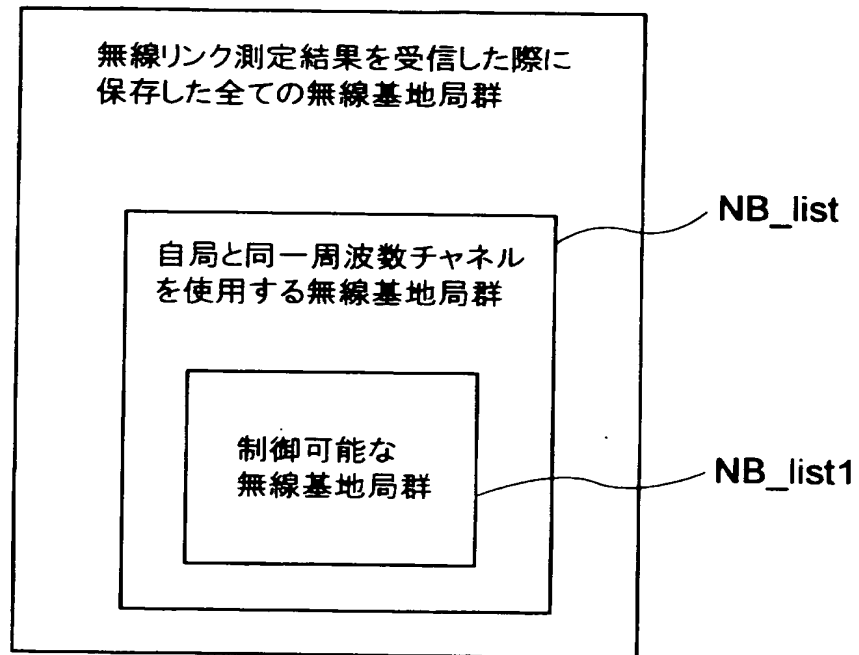 無線リンク測定結果を受信した際に
保存した全ての無線基地局群
NB_list
自局と同一周波数チャネル
を使用する無線基地局群
制御可能な
無線基地局群
NB_list1